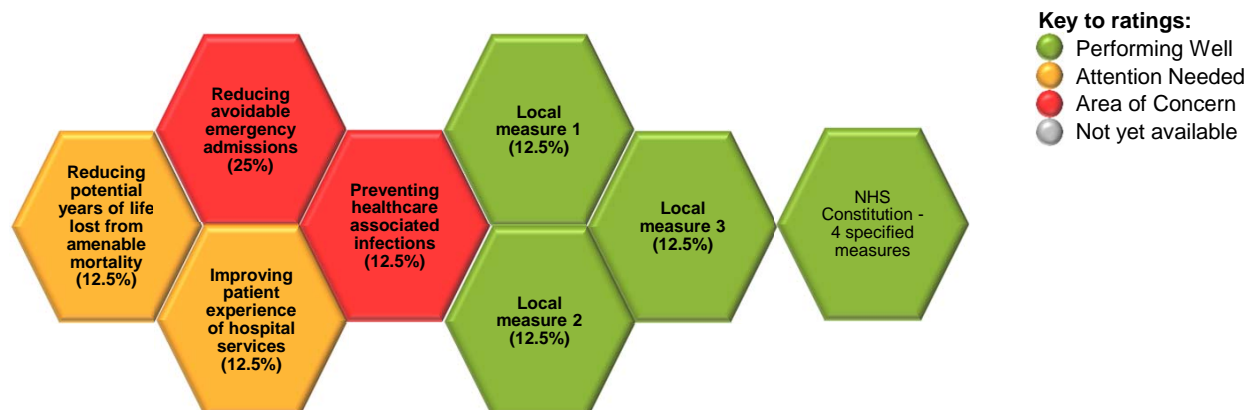 Key to ratings:
Performing Well
Attention Needed
Area of Concern
Not yet available
Reducing
potential
years of life
lost from
amenable
mortality
(12.5%)
Reducing
avoidable
emergency
admissions
(25%)
Improving
patient
experience
of hospital
services
(12.5%)
Preventing
healthcare
associated
infections
(12.5%)
Local
measure 1
(12.5%)
Local
measure 2
(12.5%)
Local
measure 3
(12.5%)
NHS
Constitution -
4 specified
measures